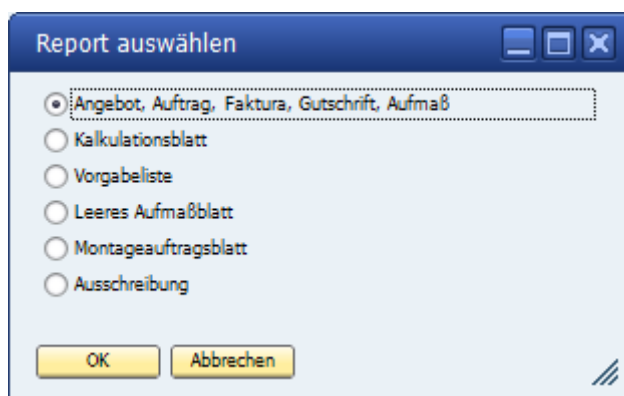 Report auswählen
Angebot, Auftrag, Faktura, Gutschrift, Aufmaß
Kalkulationsblatt
Vorgabeliste
Leeres Aufmaßblatt
Montageauftragsblatt
Ausschreibung
OK Abbrechen